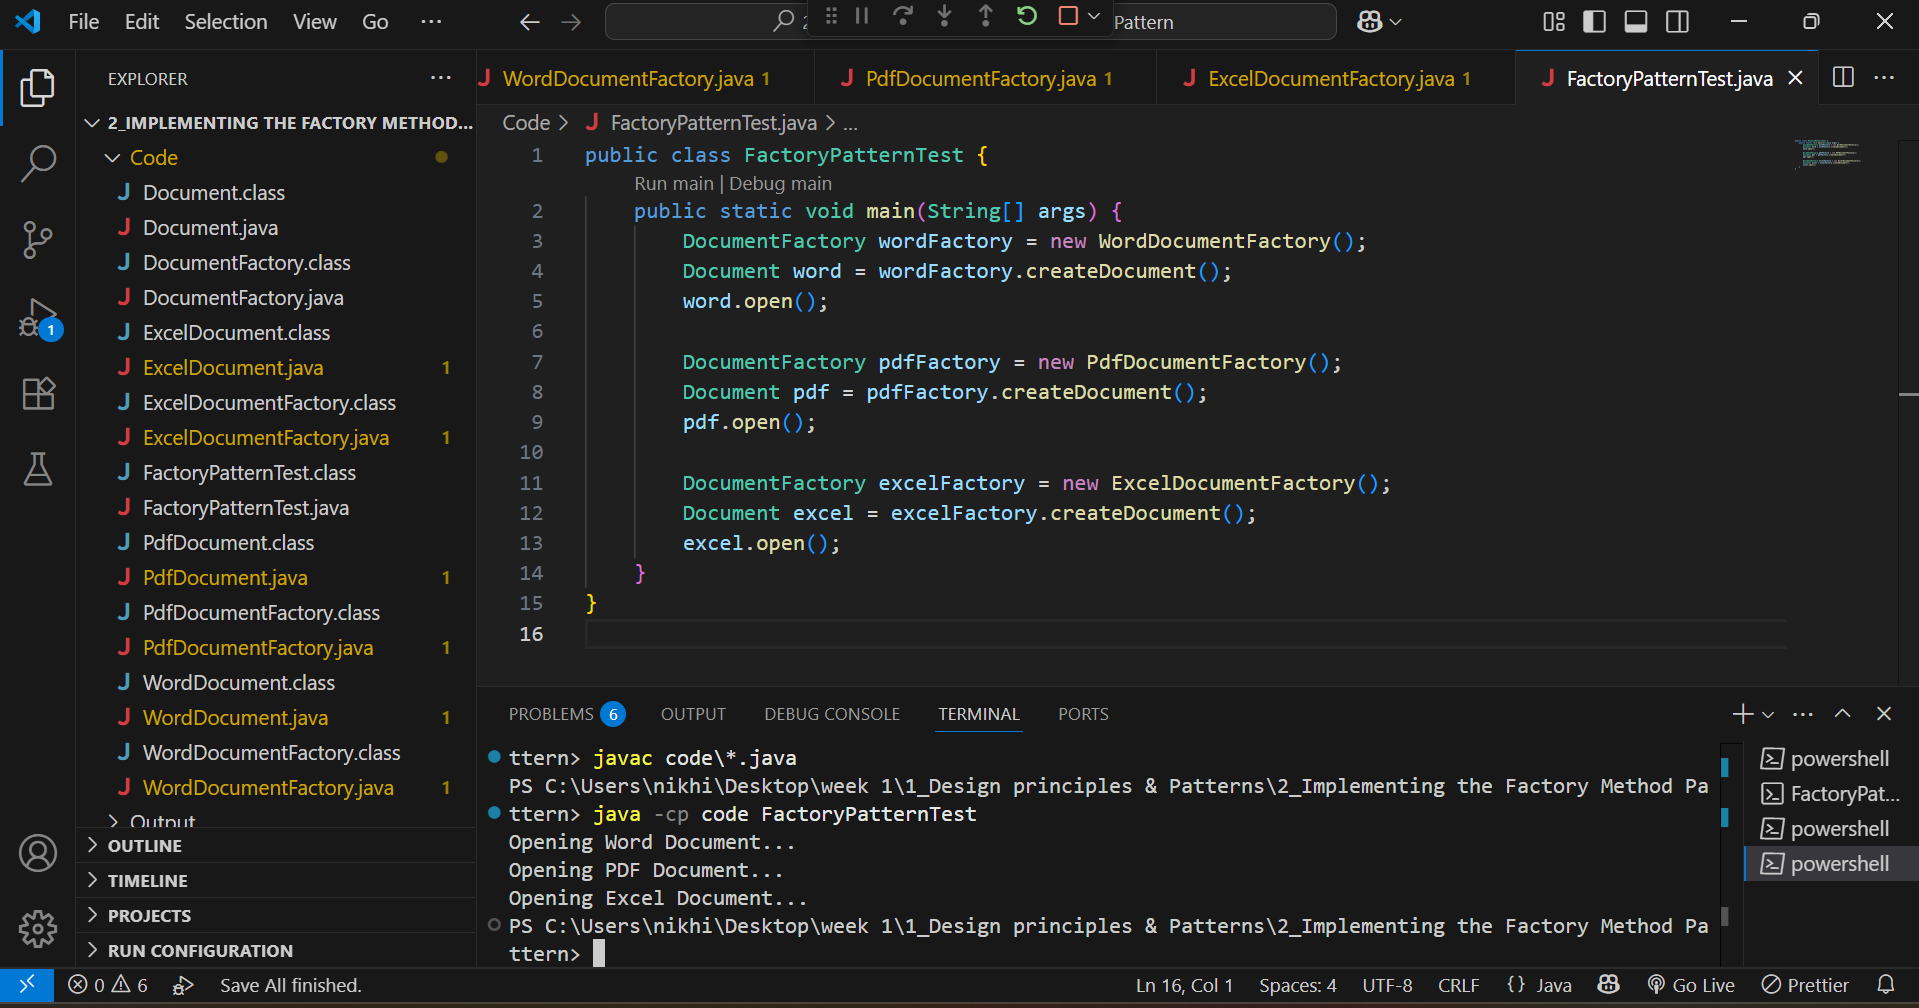 File Edit Selection View Go ... Pattern
EXPLORER ...
WordDocumentFactory.java 1
PdfDocumentFactory.java 1
ExcelDocumentFactory.java 1
FactoryPatternTest.java
2_IMPLEMENTING THE FACTORY METHOD...
Code
Document.class
Document.java
DocumentFactory.class
DocumentFactory.java
ExcelDocument.class
ExcelDocument.java 1
ExcelDocumentFactory.class
ExcelDocumentFactory.java 1
FactoryPatternTest.class
FactoryPatternTest.java
PdfDocument.class
PdfDocument.java 1
PdfDocumentFactory.class
PdfDocumentFactory.java 1
WordDocument.class
WordDocument.java 1
WordDocumentFactory.class
WordDocumentFactory.java 1
Output
OUTLINE
TIMELINE
PROJECTS
RUN CONFIGURATION
1
Code > FactoryPatternTest.java > ...
1 public class FactoryPatternTest {
Run main | Debug main
2 public static void main(String[] args) {
3 DocumentFactory wordFactory = new WordDocumentFactory();
4 Document word = wordFactory.createDocument();
5 word.open();
6
7 DocumentFactory pdfFactory = new PdfDocumentFactory();
8 Document pdf = pdfFactory.createDocument();
9 pdf.open();
10
11 DocumentFactory excelFactory = new ExcelDocumentFactory();
12 Document excel = excelFactory.createDocument();
13 excel.open();
14 }
15 }
16
PROBLEMS 6 OUTPUT DEBUG CONSOLE TERMINAL PORTS
ttern> javac code\*.java
PS C:\Users\nikhi\Desktop\week 1\1_Design principles & Patterns\2_Implementing the Factory Method Pa
ttern> java -cp code FactoryPatternTest
Opening Word Document...
Opening PDF Document...
Opening Excel Document...
PS C:\Users\nikhi\Desktop\week 1\1_Design principles & Patterns\2_Implementing the Factory Method Pa
ttern>
powershell
FactoryPat...
powershell
powershell
0 6 Save All finished. Ln 16, Col 1 Spaces: 4 UTF-8 CRLF {} Java Go Live Prettier